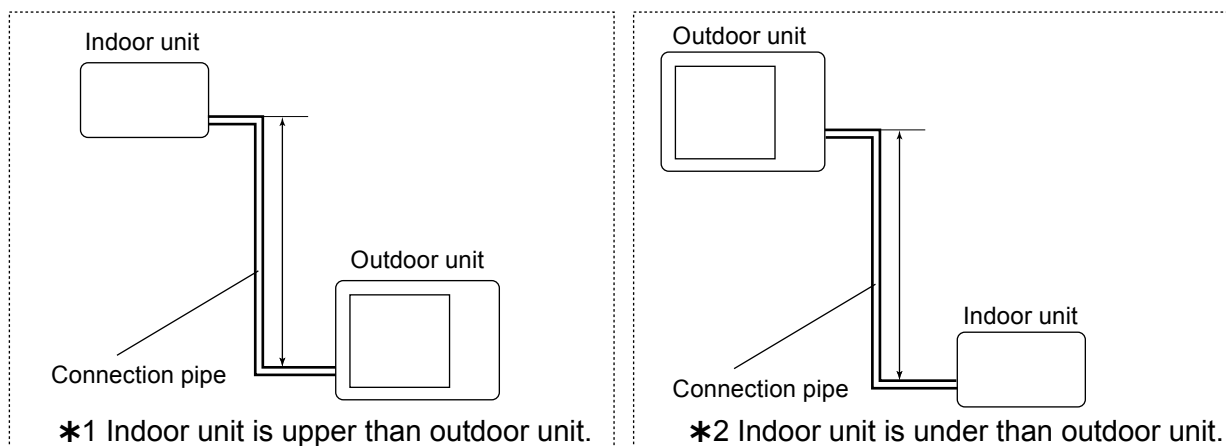 Indoor unit
Outdoor unit
Connection pipe
*1 Indoor unit is upper than outdoor unit.
Outdoor unit
Indoor unit
Connection pipe
*2 Indoor unit is under than outdoor unit.